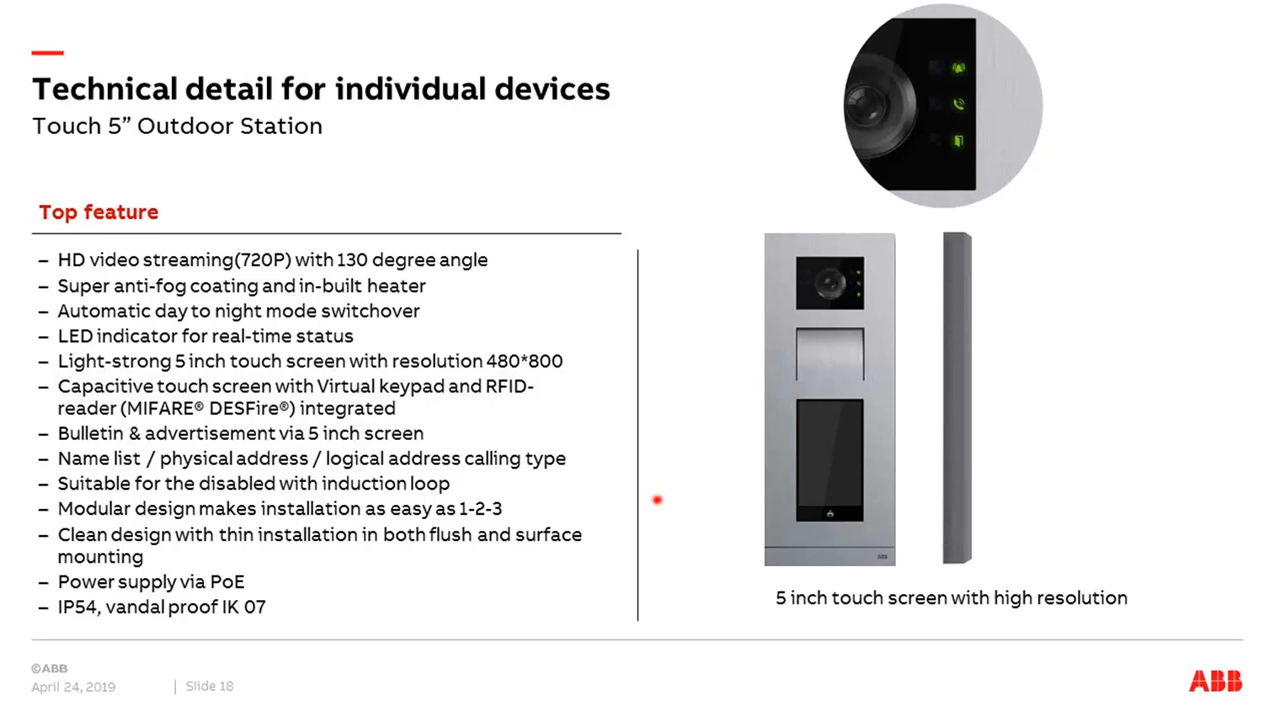 Technical detail for individual devices
Touch 5” Outdoor Station
Top feature
– HD video streaming(720P) with 130 degree angle
– Super anti-fog coating and in-built heater
– Automatic day to night mode switchover
– LED indicator for real-time status
– Light-strong 5 inch touch screen with resolution 480*800
– Capacitive touch screen with Virtual keypad and RFID-
reader (MIFARE® DESFire®) integrated
– Bulletin & advertisement via 5 inch screen
– Name list / physical address / logical address calling type
– Suitable for the disabled with induction loop
– Modular design makes installation as easy as 1-2-3
– Clean design with thin installation in both flush and surface
mounting
– Power supply via PoE
– IP54, vandal proof IK 07
ABB
5 inch touch screen with high resolution
©ABB
April 24, 2019 | Slide 18
ABB